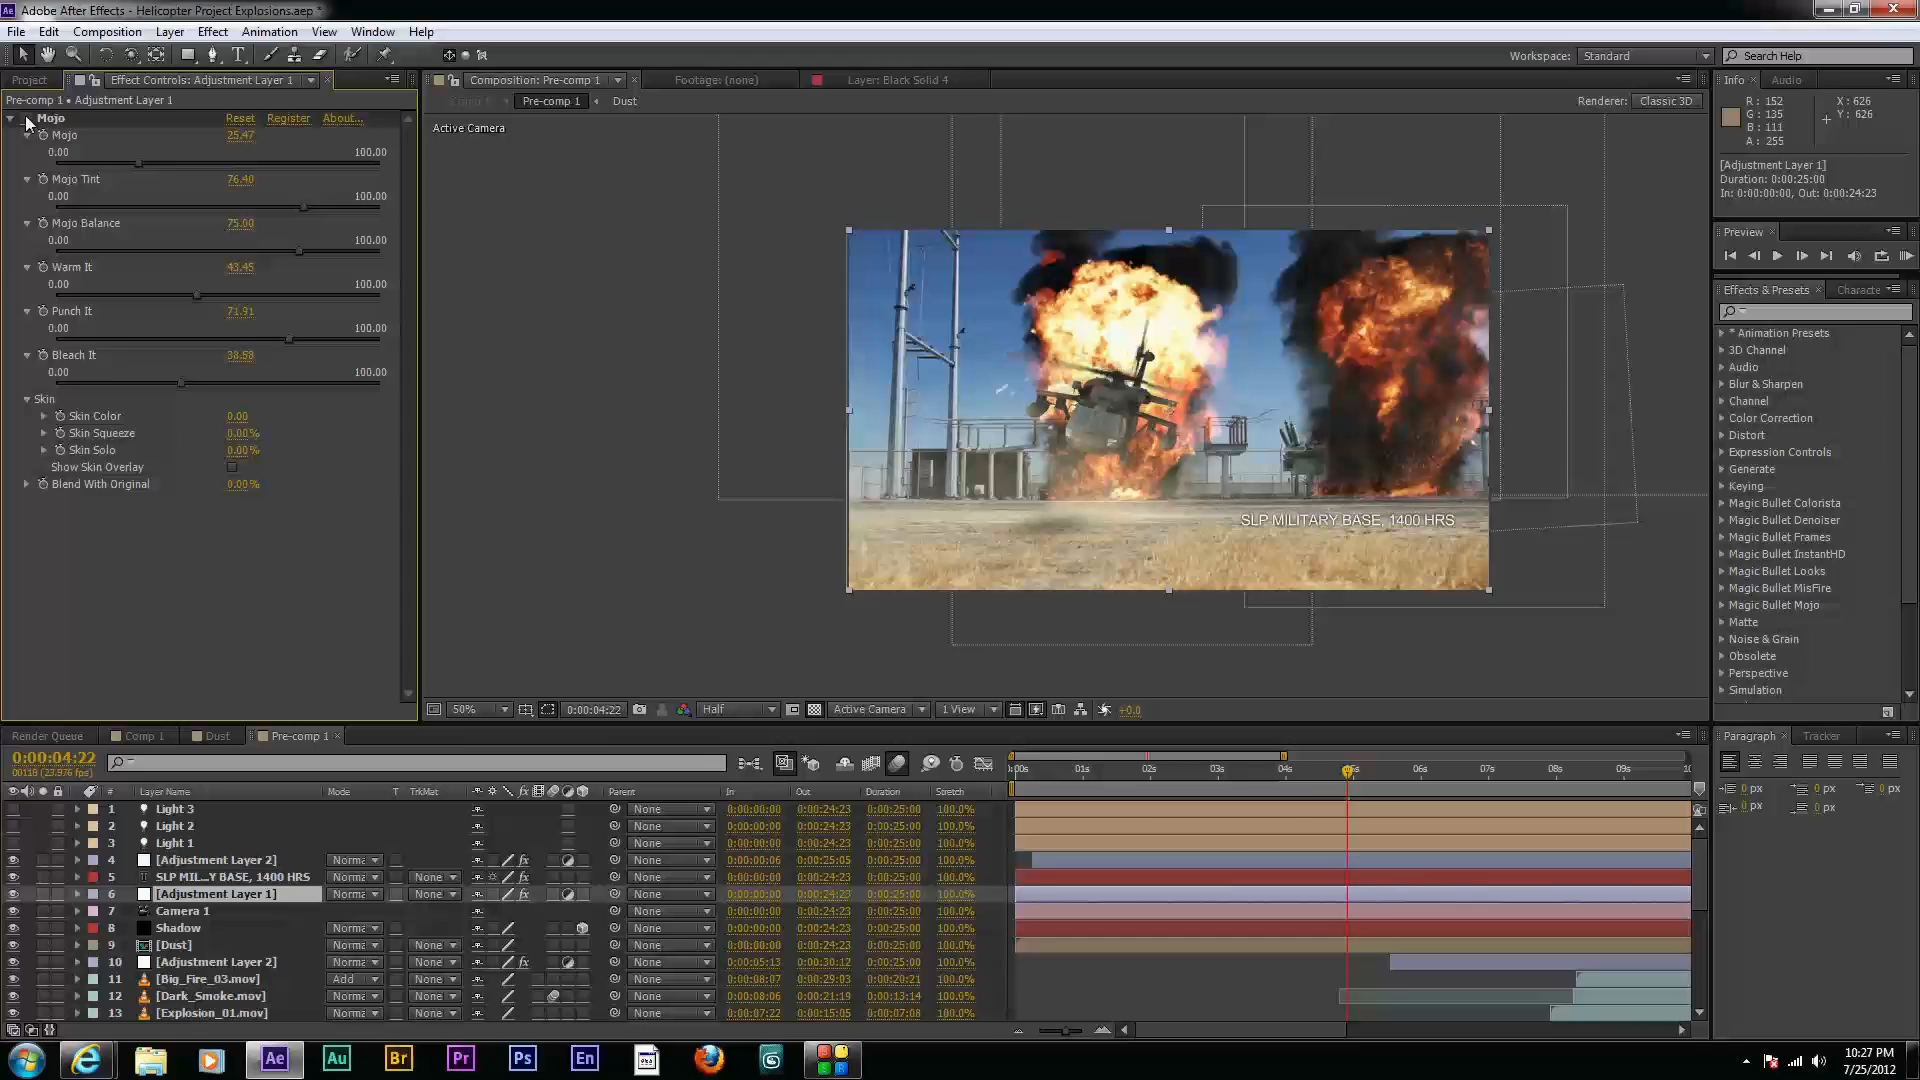 Adobe After Effects - Helicopter Project Explosions.aep *
File Edit Composition Layer Effect Animation View Window Help
Workspace: Standard Search Help
Project Effect Controls: Adjustment Layer 1
Pre-comp 1 • Adjustment Layer 1
Mojo Reset Register About...
Mojo 25.47
0.00 100.00
Mojo Tint 76.40
0.00 100.00
Mojo Balance 75.00
0.00 100.00
Warm It 43.45
0.00 100.00
Punch It 71.91
0.00 100.00
Bleach It 38.58
0.00 100.00
Skin
Skin Color 0.00
Skin Squeeze 0.00%
Skin Solo 0.00%
Show Skin Overlay
Blend With Original 0.00%
Composition: Pre-comp 1 Footage: (none) Layer: Black Solid 4
Comp 1 Pre-comp 1 Dust Renderer: Classic 3D
Active Camera
SLP MILITARY BASE, 1400 HRS
50% 0:00:04:22 Half Active Camera 1 View +0.0
Info Audio
R: 152 X: 626
G: 135 Y: 626
B: 111
A: 255
[Adjustment Layer 1]
Duration: 0:00:25:00
In: 0:00:00:00, Out: 0:00:24:23
Preview
Effects & Presets Characte
* Animation Presets
3D Channel
Audio
Blur & Sharpen
Channel
Color Correction
Distort
Expression Controls
Generate
Keying
Magic Bullet Colorista
Magic Bullet Denoiser
Magic Bullet Frames
Magic Bullet InstantHD
Magic Bullet Looks
Magic Bullet MisFire
Magic Bullet Mojo
Matte
Noise & Grain
Obsolete
Perspective
Simulation
Render Queue Comp 1 Dust Pre-comp 1
0:00:04:22
00118 (23.976 fps)
# Layer Name Mode T TrkMat fx Parent In Out Duration Stretch
:00s 01s 02s 03s 04s 05s 06s 07s 08s 09s 10
1 Light 3 None 0:00:00:00 0:00:24:23 0:00:25:00 100.0%
2 Light 2 None 0:00:00:00 0:00:24:23 0:00:25:00 100.0%
3 Light 1 None 0:00:00:00 0:00:24:23 0:00:25:00 100.0%
4 [Adjustment Layer 2] Norma fx None 0:00:00:06 0:00:25:05 0:00:25:00 100.0%
5 SLP MIL...Y BASE, 1400 HRS Norma None fx None 0:00:00:00 0:00:24:23 0:00:25:00 100.0%
6 [Adjustment Layer 1] Norma None fx None 0:00:00:00 0:00:24:23 0:00:25:00 100.0%
7 Camera 1 None 0:00:00:00 0:00:24:23 0:00:25:00 100.0%
8 Shadow Norma None None 0:00:00:00 0:00:24:23 0:00:25:00 100.0%
9 [Dust] Norma None None 0:00:00:00 0:00:24:23 0:00:25:00 100.0%
10 [Adjustment Layer 2] Norma None fx None 0:00:05:13 0:00:30:12 0:00:25:00 100.0%
11 [Big_Fire_03.mov] Add None None 0:00:08:07 0:00:29:03 0:00:20:21 100.0%
12 [Dark_Smoke.mov] Norma None None 0:00:08:06 0:00:21:19 0:00:13:14 100.0%
13 [Explosion_01.mov] Norma None None 0:00:07:22 0:00:15:05 0:00:07:08 100.0%
Paragraph Tracker
0 px 0 px 0 px
0 px 0 px
Ae Au Br Pr Ps En
10:27 PM
7/25/2012